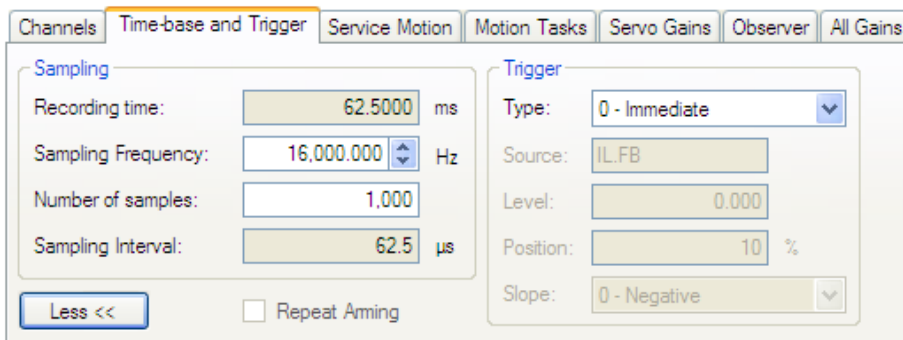 Channels Time-base and Trigger Service Motion Motion Tasks Servo Gains Observer All Gains
Sampling
Recording time: 62.5000 ms
Sampling Frequency: 16,000.000 Hz
Number of samples: 1,000
Sampling Interval: 62.5 µs
Less << Repeat Arming
Trigger
Type: 0 - Immediate
Source: IL.FB
Level: 0.000
Position: 10 %
Slope: 0 - Negative